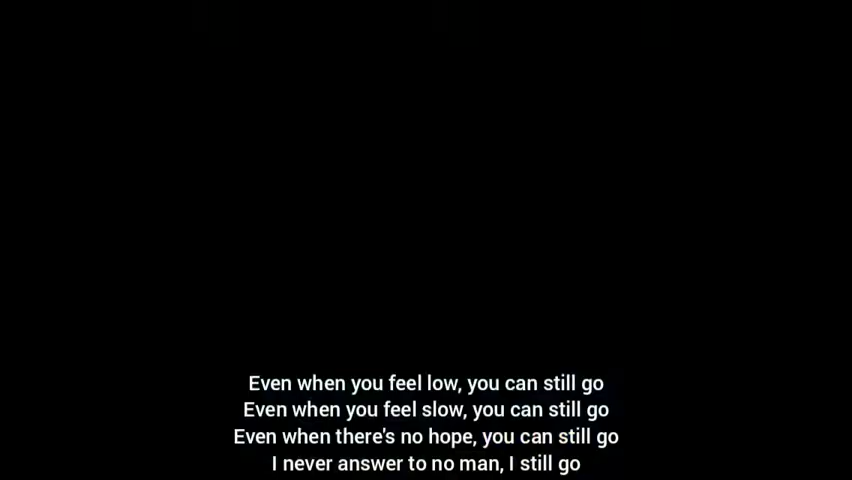 Even when you feel low, you can still go
Even when you feel slow, you can still go
Even when there's no hope, you can still go
I never answer to no man, I still go